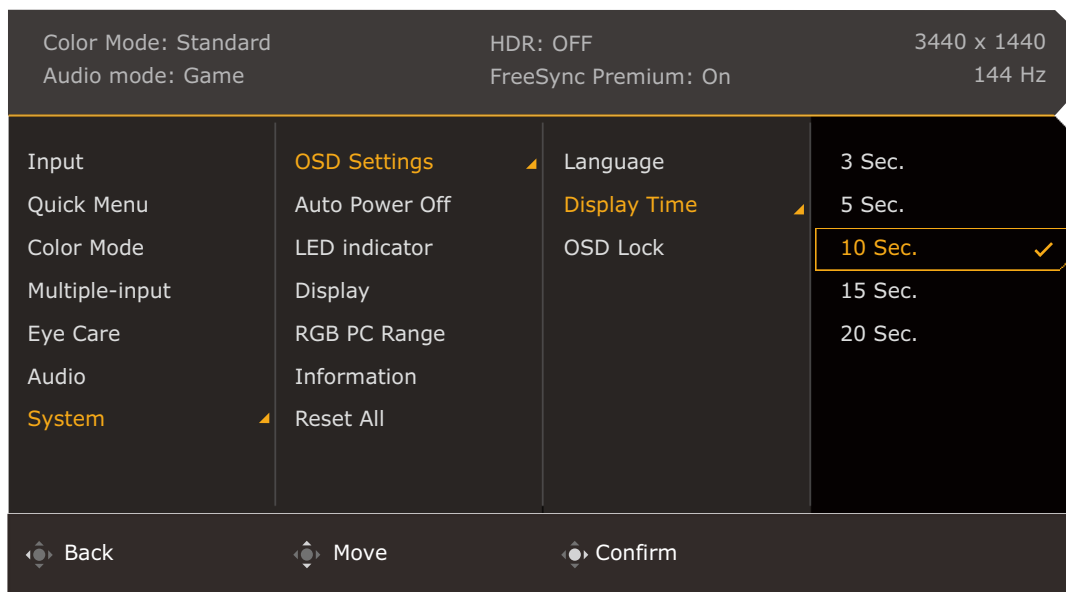 Color Mode: Standard
HDR: OFF
3440 x 1440
Audio mode: Game
FreeSync Premium: On
144 Hz
Input
Quick Menu
Color Mode
Multiple-input
Eye Care
Audio
System
OSD Settings
Auto Power Off
LED indicator
Display
RGB PC Range
Information
Reset All
Language
Display Time
OSD Lock
3 Sec.
5 Sec.
10 Sec.
15 Sec.
20 Sec.
Back
Move
Confirm